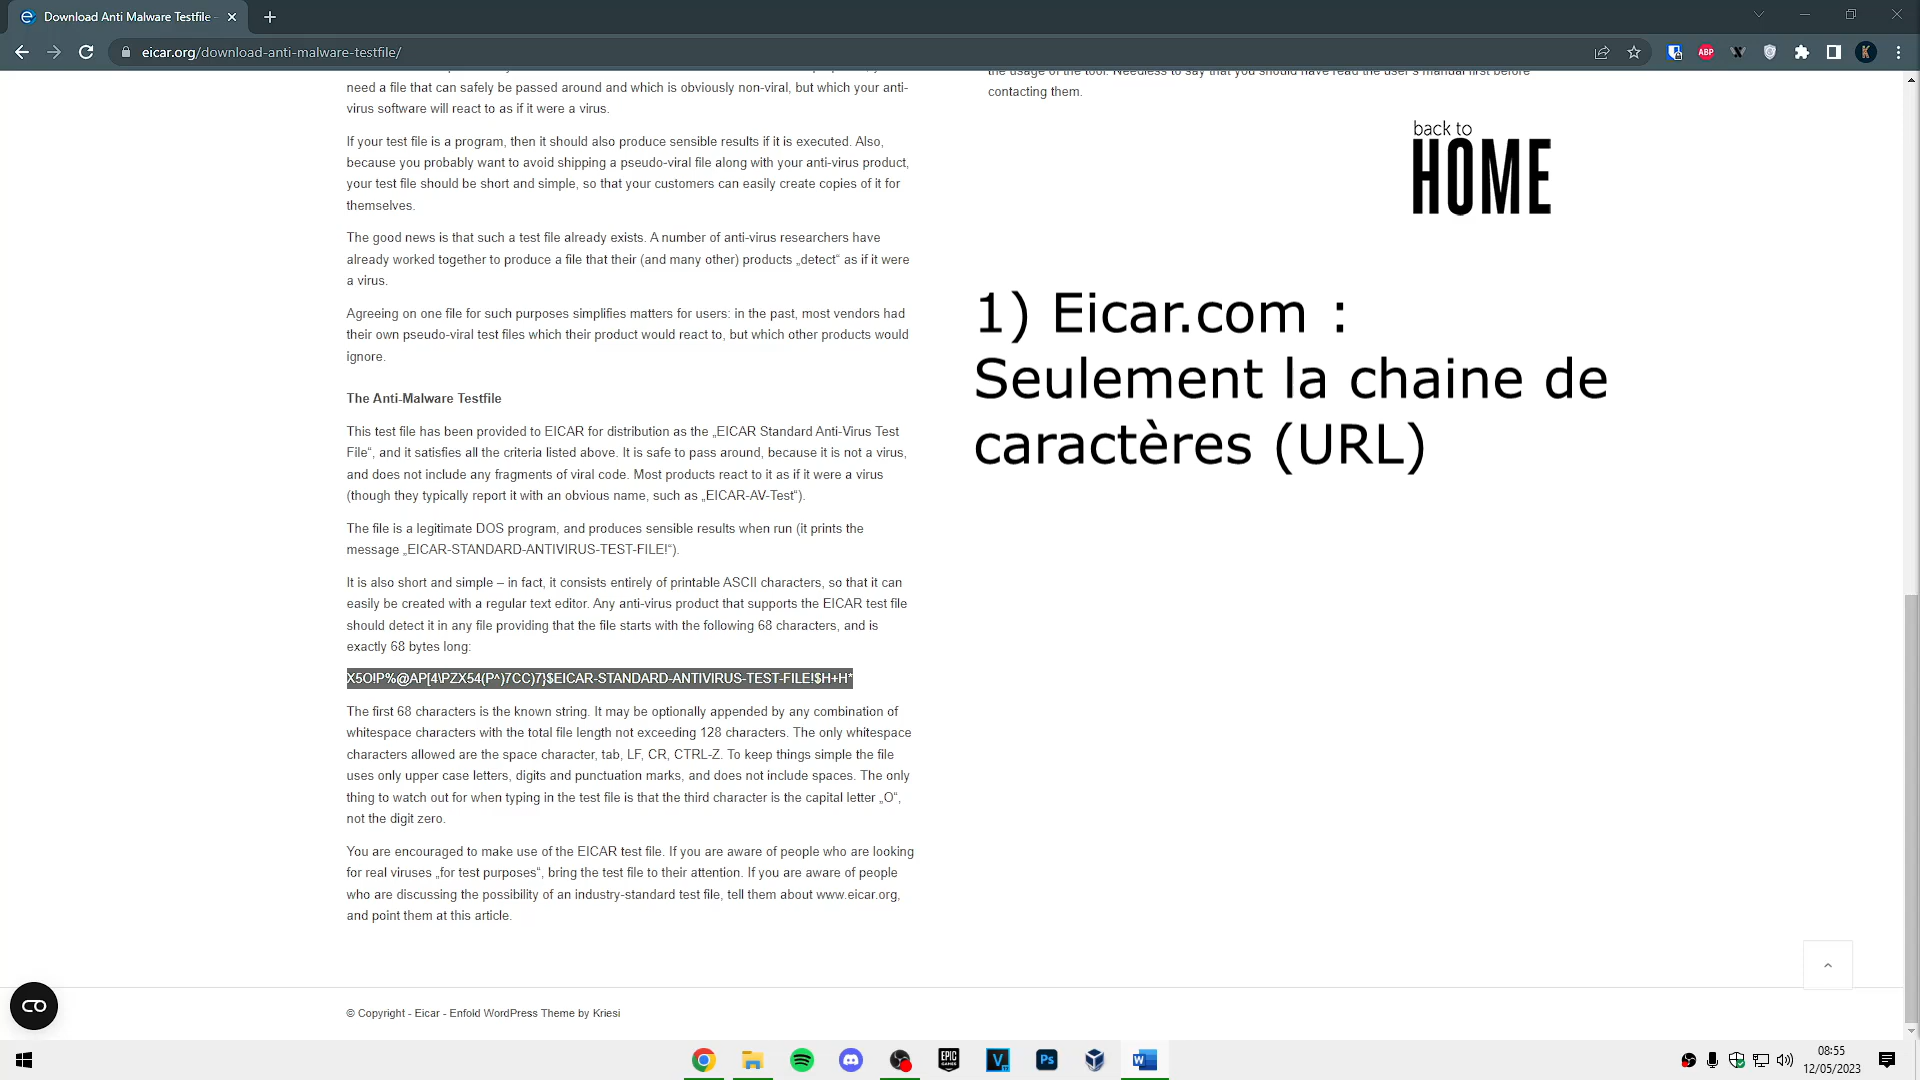 Download Anti Malware Testfile -
eicar.org/download-anti-malware-testfile/
ABP
K
need a file that can safely be passed around and which is obviously non-viral, but which your anti-
virus software will react to as if it were a virus.
If your test file is a program, then it should also produce sensible results if it is executed. Also,
because you probably want to avoid shipping a pseudo-viral file along with your anti-virus product,
your test file should be short and simple, so that your customers can easily create copies of it for
themselves.
The good news is that such a test file already exists. A number of anti-virus researchers have
already worked together to produce a file that their (and many other) products „detect“ as if it were
a virus.
Agreeing on one file for such purposes simplifies matters for users: in the past, most vendors had
their own pseudo-viral test files which their product would react to, but which other products would
ignore.
The Anti-Malware Testfile
This test file has been provided to EICAR for distribution as the „EICAR Standard Anti-Virus Test
File“, and it satisfies all the criteria listed above. It is safe to pass around, because it is not a virus,
and does not include any fragments of viral code. Most products react to it as if it were a virus
(though they typically report it with an obvious name, such as „EICAR-AV-Test“).
The file is a legitimate DOS program, and produces sensible results when run (it prints the
message „EICAR-STANDARD-ANTIVIRUS-TEST-FILE!“).
It is also short and simple – in fact, it consists entirely of printable ASCII characters, so that it can
easily be created with a regular text editor. Any anti-virus product that supports the EICAR test file
should detect it in any file providing that the file starts with the following 68 characters, and is
exactly 68 bytes long:
X5O!P%@AP[4\PZX54(P^)7CC)7}$EICAR-STANDARD-ANTIVIRUS-TEST-FILE!$H+H*
The first 68 characters is the known string. It may be optionally appended by any combination of
whitespace characters with the total file length not exceeding 128 characters. The only whitespace
characters allowed are the space character, tab, LF, CR, CTRL-Z. To keep things simple the file
uses only upper case letters, digits and punctuation marks, and does not include spaces. The only
thing to watch out for when typing in the test file is that the third character is the capital letter „O“,
not the digit zero.
You are encouraged to make use of the EICAR test file. If you are aware of people who are looking
for real viruses „for test purposes“, bring the test file to their attention. If you are aware of people
who are discussing the possibility of an industry-standard test file, tell them about www.eicar.org,
and point them at this article.
the usage of the tool. Needless to say that you should have read the user's manual first before
contacting them.
back to
HOME
1) Eicar.com :
Seulement la chaine de
caractères (URL)
© Copyright - Eicar - Enfold WordPress Theme by Kriesi
EPIC
GAMES
V
Ps
W
08:55
12/05/2023